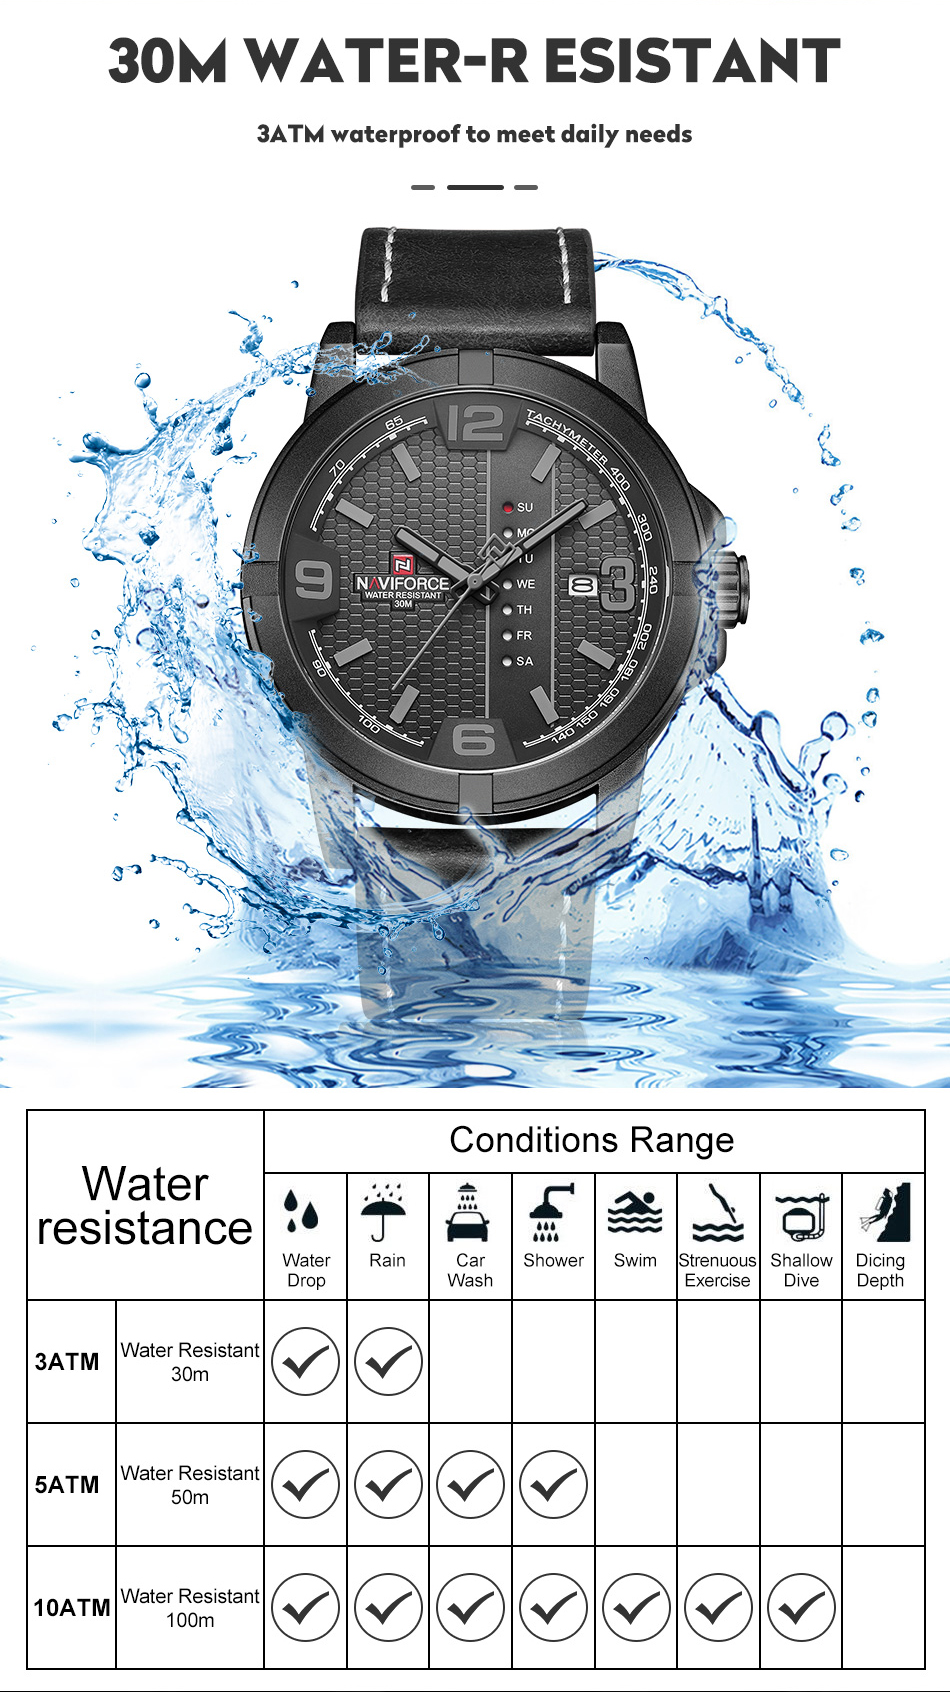 30M WATER-R ESISTANT
3ATM waterproof to meet daily needs
12
TACHYMETER 400
300
240
200
180
160
150
140
65
70
90
100
SU
MO
TU
WE
TH
FR
SA
9
8
3
6
NAVIFORCE
WATER RESISTANT
30M
Water
resistance
Conditions Range
Water
Drop
Rain
Car
Wash
Shower
Swim
Strenuous
Exercise
Shallow
Dive
Dicing
Depth
3ATM
Water Resistant
30m
5ATM
Water Resistant
50m
10ATM
Water Resistant
100m